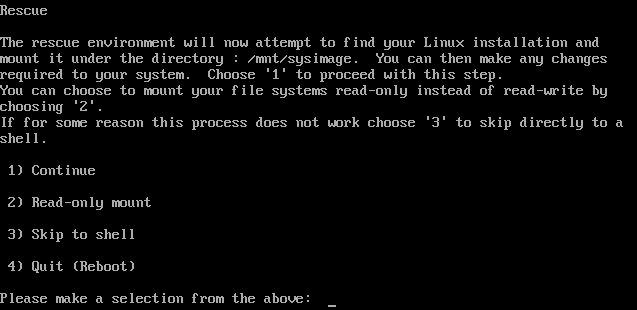 Rescue
The rescue environment will now attempt to find your Linux installation and
mount it under the directory : /mnt/sysimage.  You can then make any changes
required to your system.  Choose '1' to proceed with this step.
You can choose to mount your file systems read-only instead of read-write by
choosing '2'.
If for some reason this process does not work choose '3' to skip directly to a
shell.
1) Continue
2) Read-only mount
3) Skip to shell
4) Quit (Reboot)
Please make a selection from the above:  _